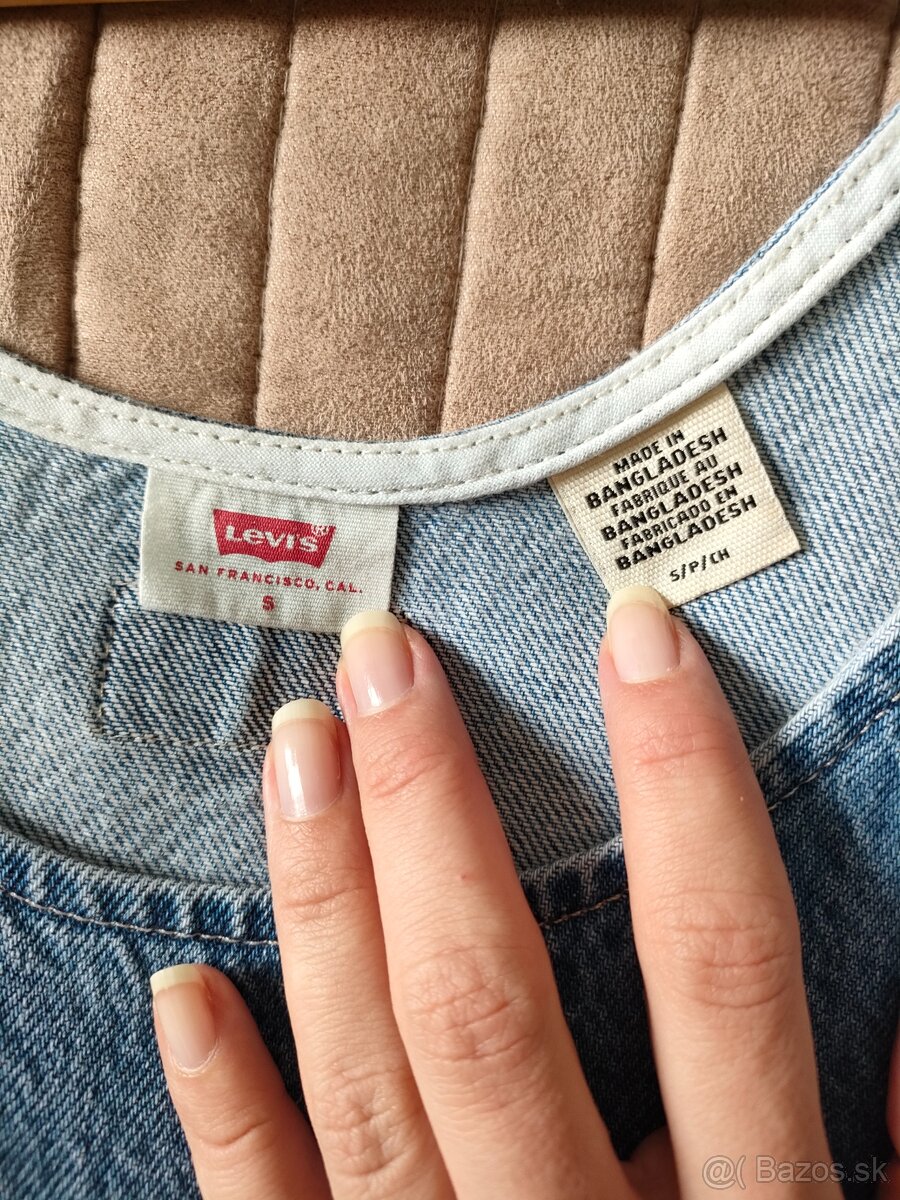 Levi's®
SAN FRANCISCO, CAL.
S
MADE IN
BANGLADESH
FABRIQUE AU
BANGLADESH
FABRICADO EN
BANGLADESH
S/P/CH
@( Bazos.sk